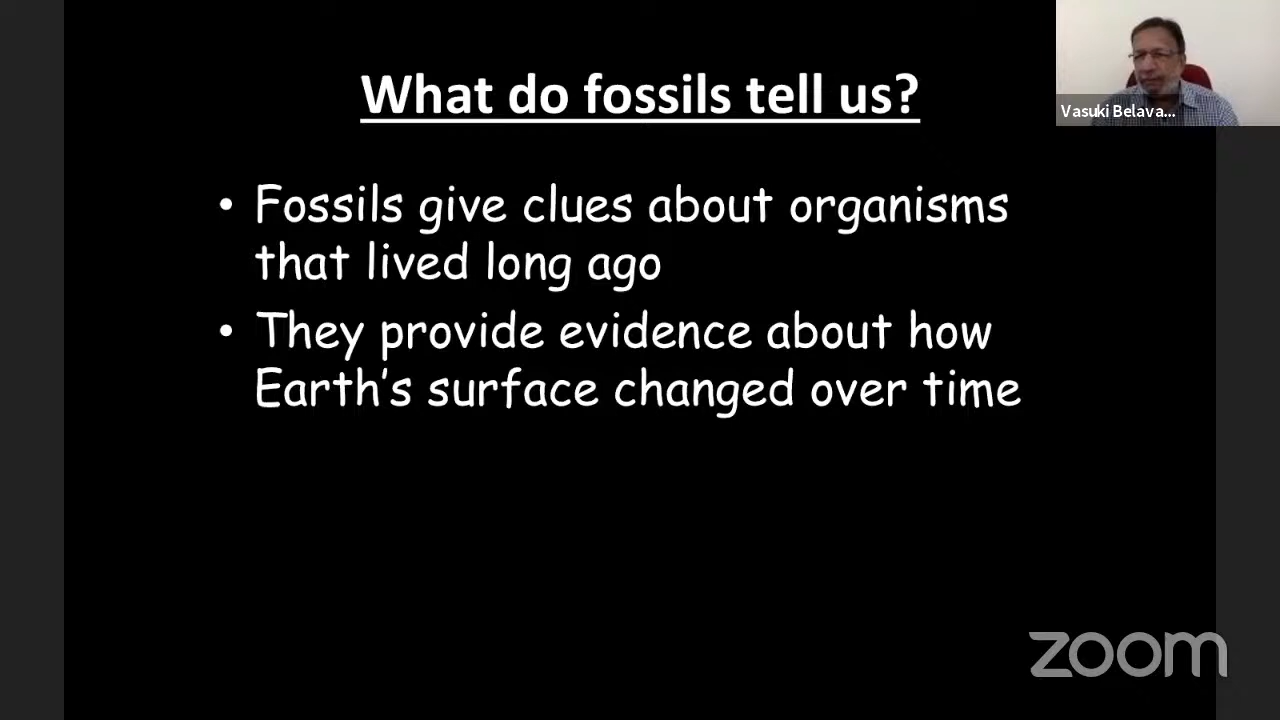 What do fossils tell us?
Vasuki Belava...
• Fossils give clues about organisms
that lived long ago
• They provide evidence about how
Earth's surface changed over time
zoom